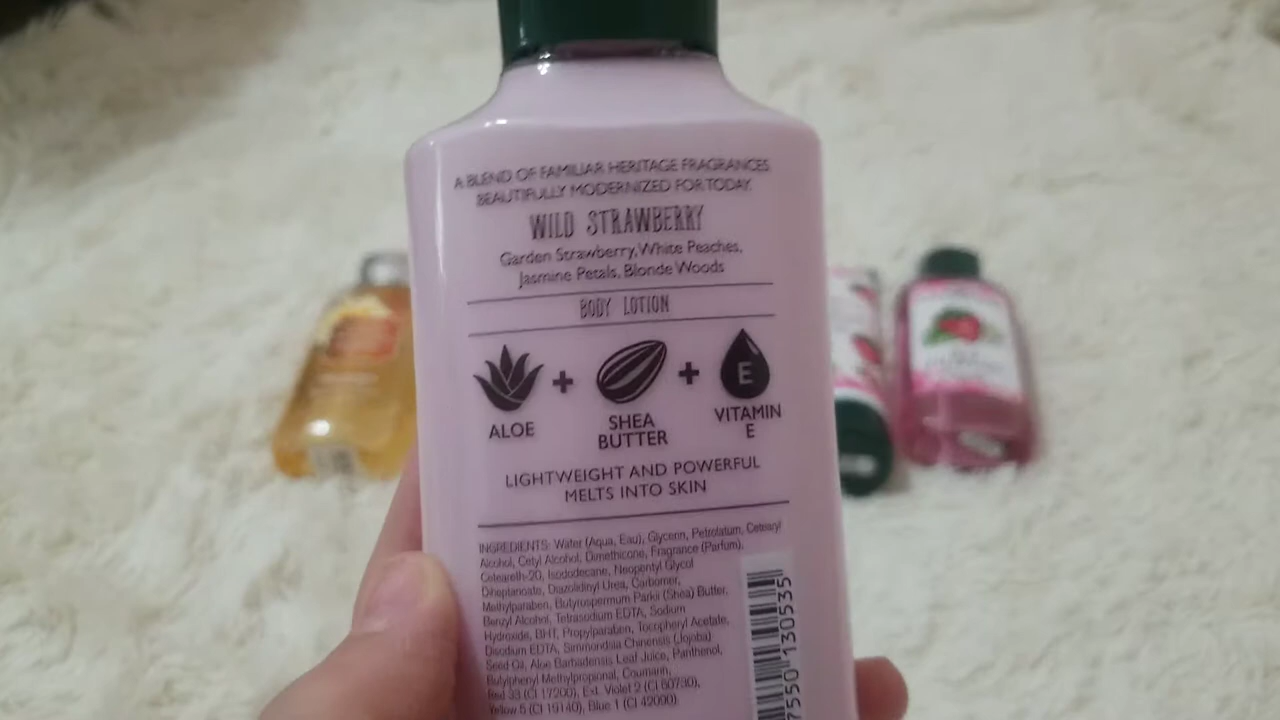 A BLEND OF FAMILIAR HERITAGE FRAGRANCES
BEAUTIFULLY MODERNIZED FOR TODAY.
WILD STRAWBERRY
Garden Strawberry, White Peaches,
Jasmine Petals, Blonde Woods
BODY LOTION
ALOE
+
SHEA
BUTTER
+
E
VITAMIN
E
LIGHTWEIGHT AND POWERFUL
MELTS INTO SKIN
INGREDIENTS: Water (Aqua, Eau), Glycerin, Petrolatum, Cetearyl
Alcohol, Cetyl Alcohol, Dimethicone, Fragrance (Parfum),
Ceteareth-20, Isododecane, Neopentyl Glycol
Diheptanoate, Diazolidinyl Urea, Carbomer,
Methylparaben, Butyrospermum Parkii (Shea) Butter,
Benzyl Alcohol, Tetrasodium EDTA, Sodium
Hydroxide, BHT, Propylparaben, Tocopheryl Acetate,
Disodium EDTA, Simmondsia Chinensis (Jojoba)
Seed Oil, Aloe Barbadensis Leaf Juice, Panthenol,
Butylphenyl Methylpropional, Coumarin,
Red 33 (CI 17200), Ext. Violet 2 (CI 60730),
Yellow 5 (CI 19140), Blue 1 (CI 42090).
7550 130535